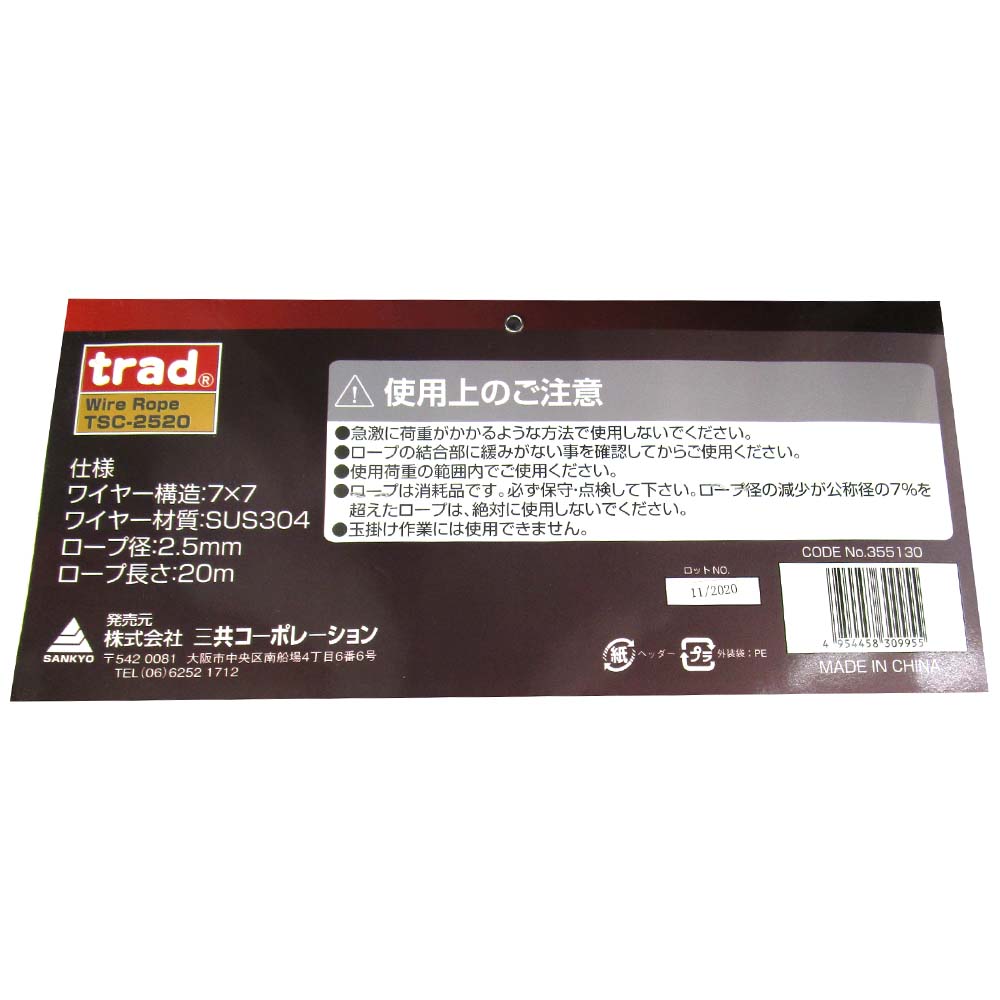 trad®
Wire Rope
TSC-2520
仕様
ワイヤー構造:7×7
ワイヤー材質:SUS304
ロープ径:2.5mm
ロープ長さ:20m
使用上のご注意
●急激に荷重がかかるような方法で使用しないでください。
●ロープの結合部に緩みがない事を確認してからご使用ください。
●使用荷重の範囲内でご使用ください。
●ロープは消耗品です。必ず保守・点検して下さい。ロープ径の減少が公称径の7%を
超えたロープは、絶対に使用しないでください。
●玉掛け作業には使用できません。
CODE No.355130
ロットNO.
11/2020
4 954458 309955
MADE IN CHINA
SANKYO
発売元
株式会社 三共コーポレーション
〒542 0081 大阪市中央区南船場4丁目6番6号
TEL(06)6252 1712
紙 ヘッダー プラ 外装袋:PE